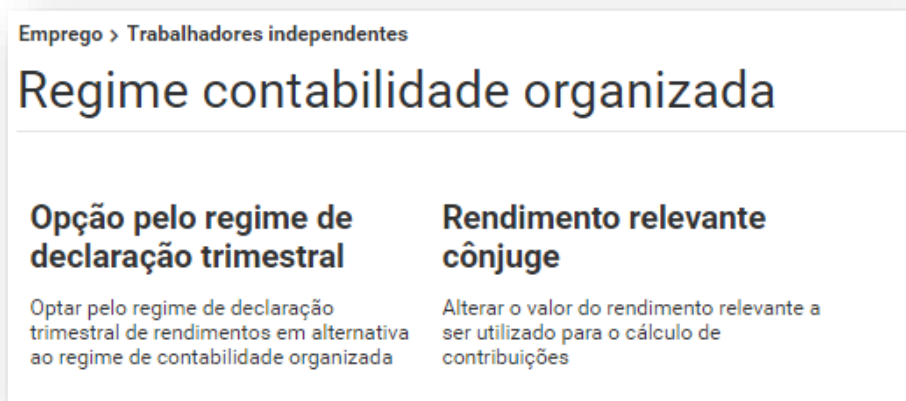 Emprego > Trabalhadores independentes
Regime contabilidade organizada
Opção pelo regime de
declaração trimestral
Optar pelo regime de declaração
trimestral de rendimentos em alternativa
ao regime de contabilidade organizada
Rendimento relevante
cônjuge
Alterar o valor do rendimento relevante a
ser utilizado para o cálculo de
contribuições